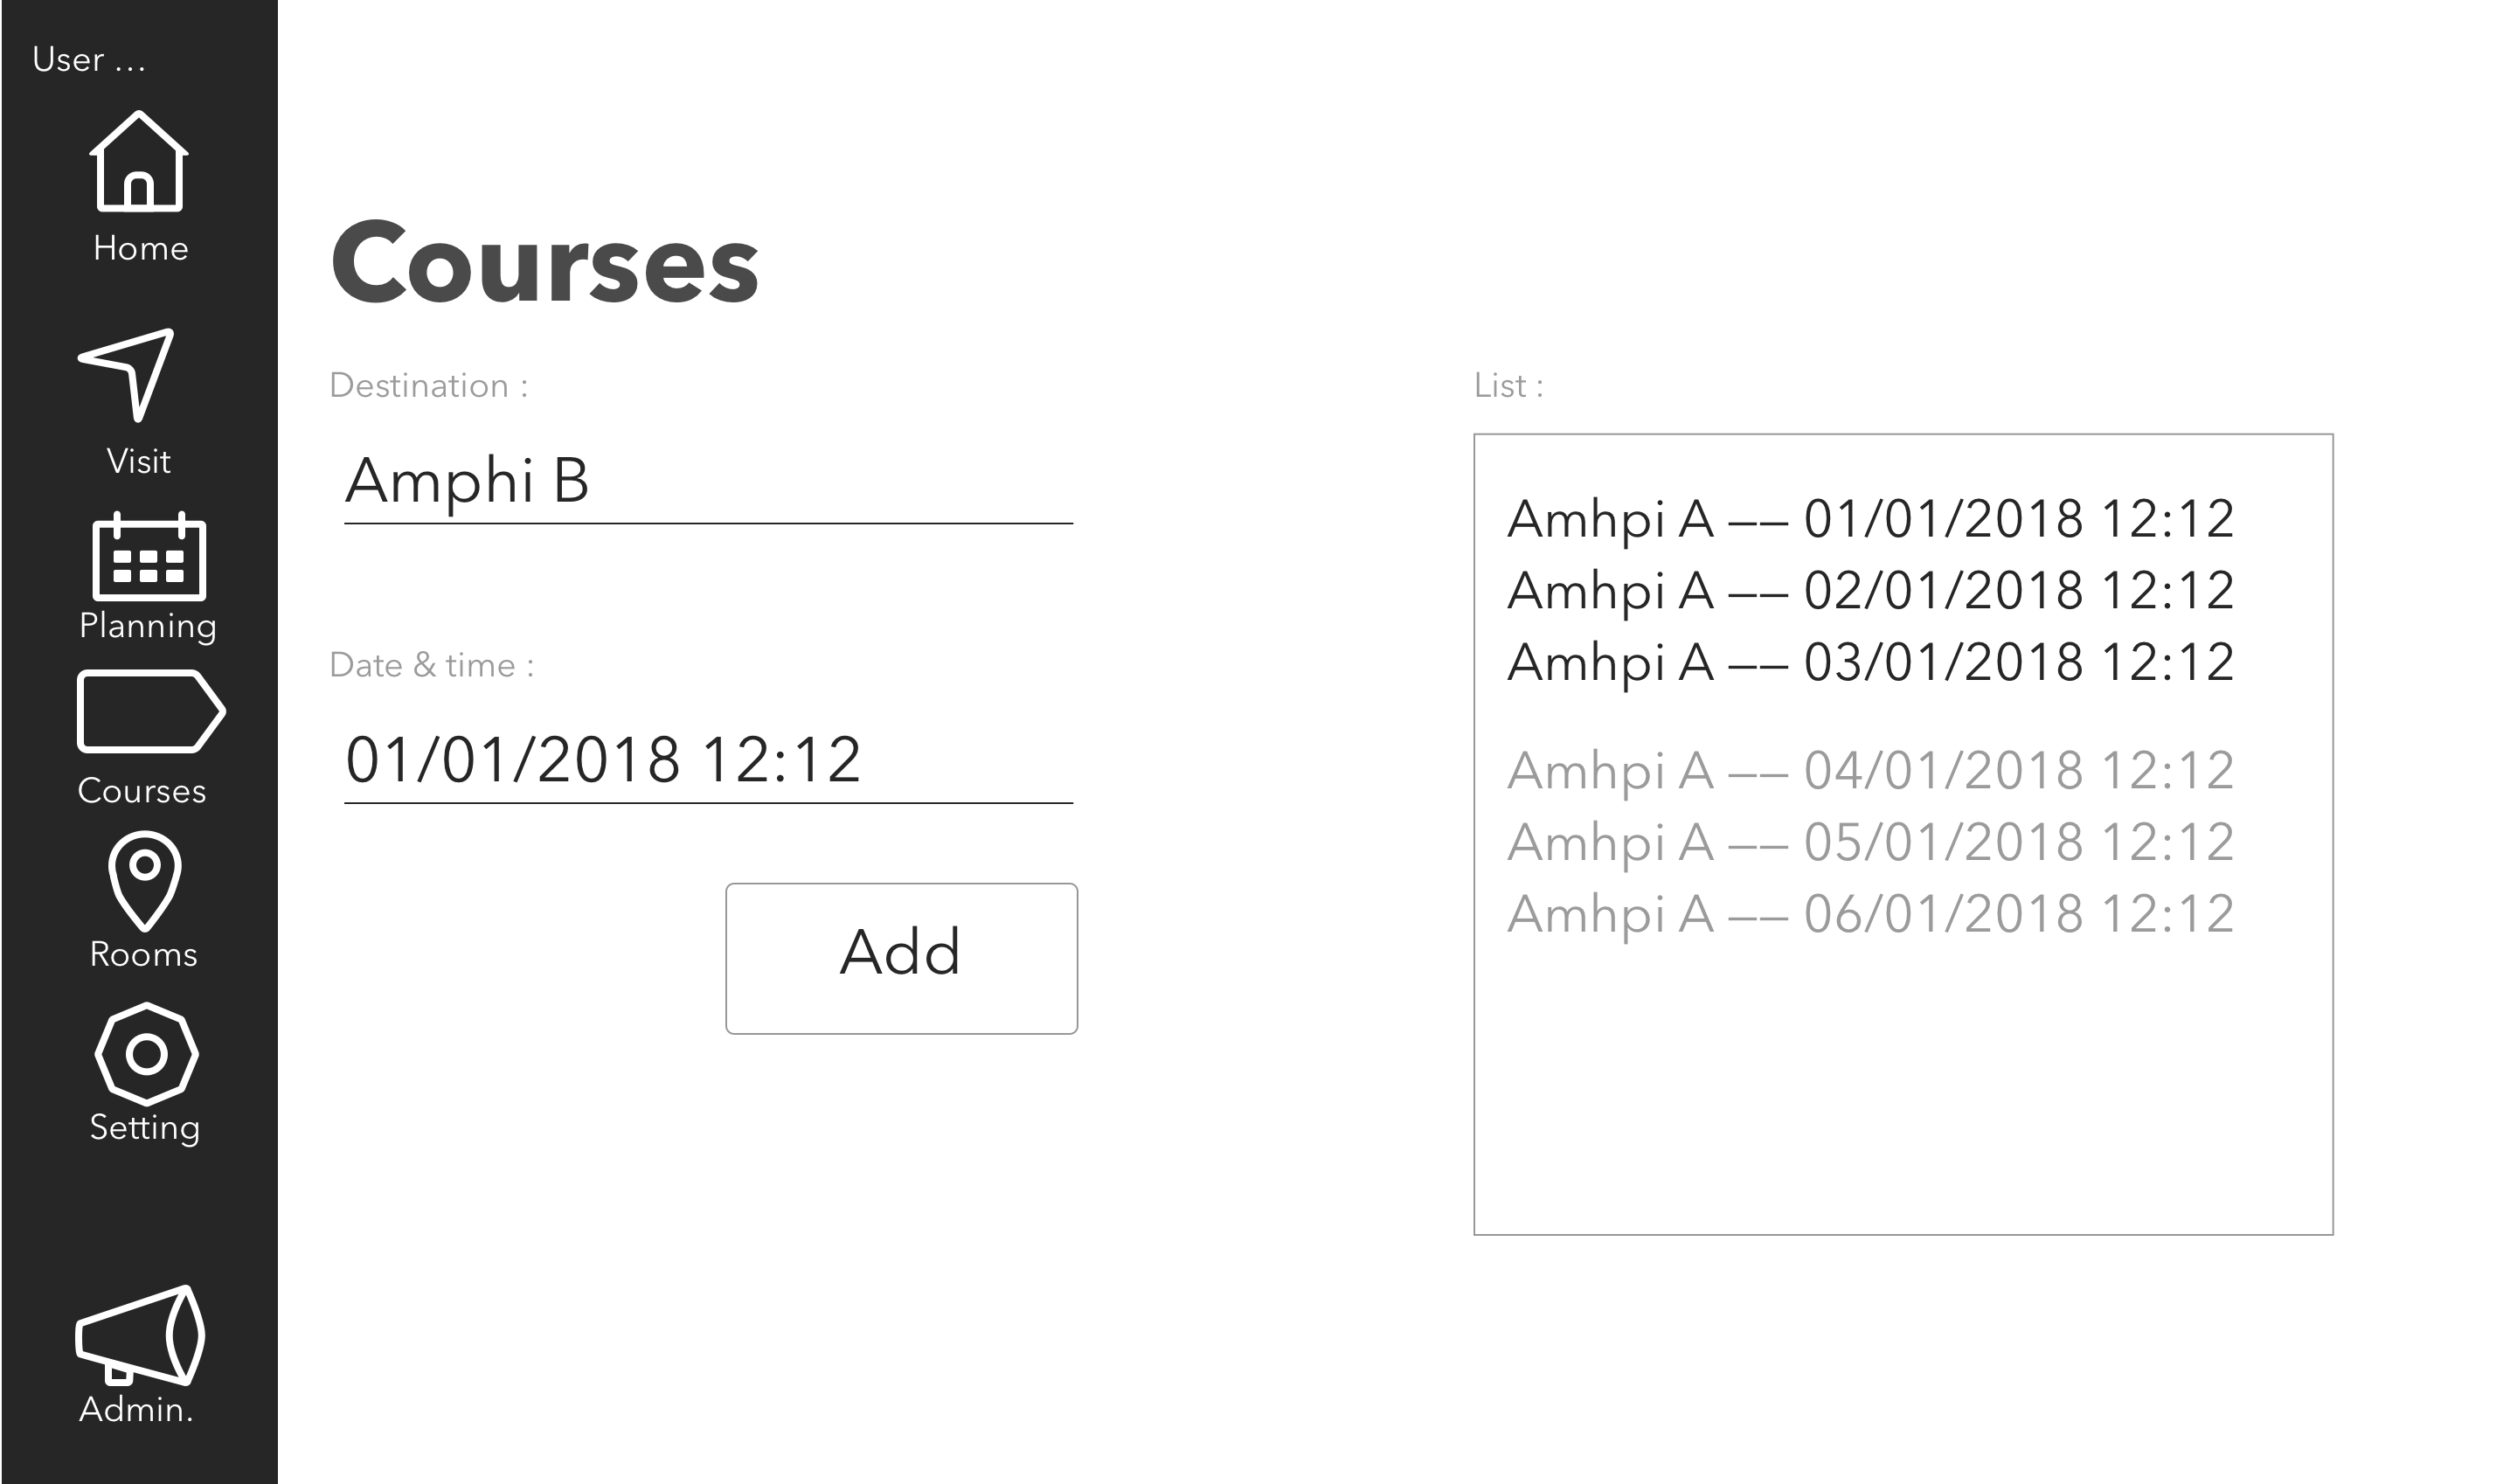 User ...
Home
Visit
Planning
Courses
Rooms
Setting
Admin.
Courses
Destination :
Amphi B
Date & time :
01/01/2018 12:12
Add
List :
Amhpi A –– 01/01/2018 12:12
Amhpi A –– 02/01/2018 12:12
Amhpi A –– 03/01/2018 12:12
Amhpi A –– 04/01/2018 12:12
Amhpi A –– 05/01/2018 12:12
Amhpi A –– 06/01/2018 12:12